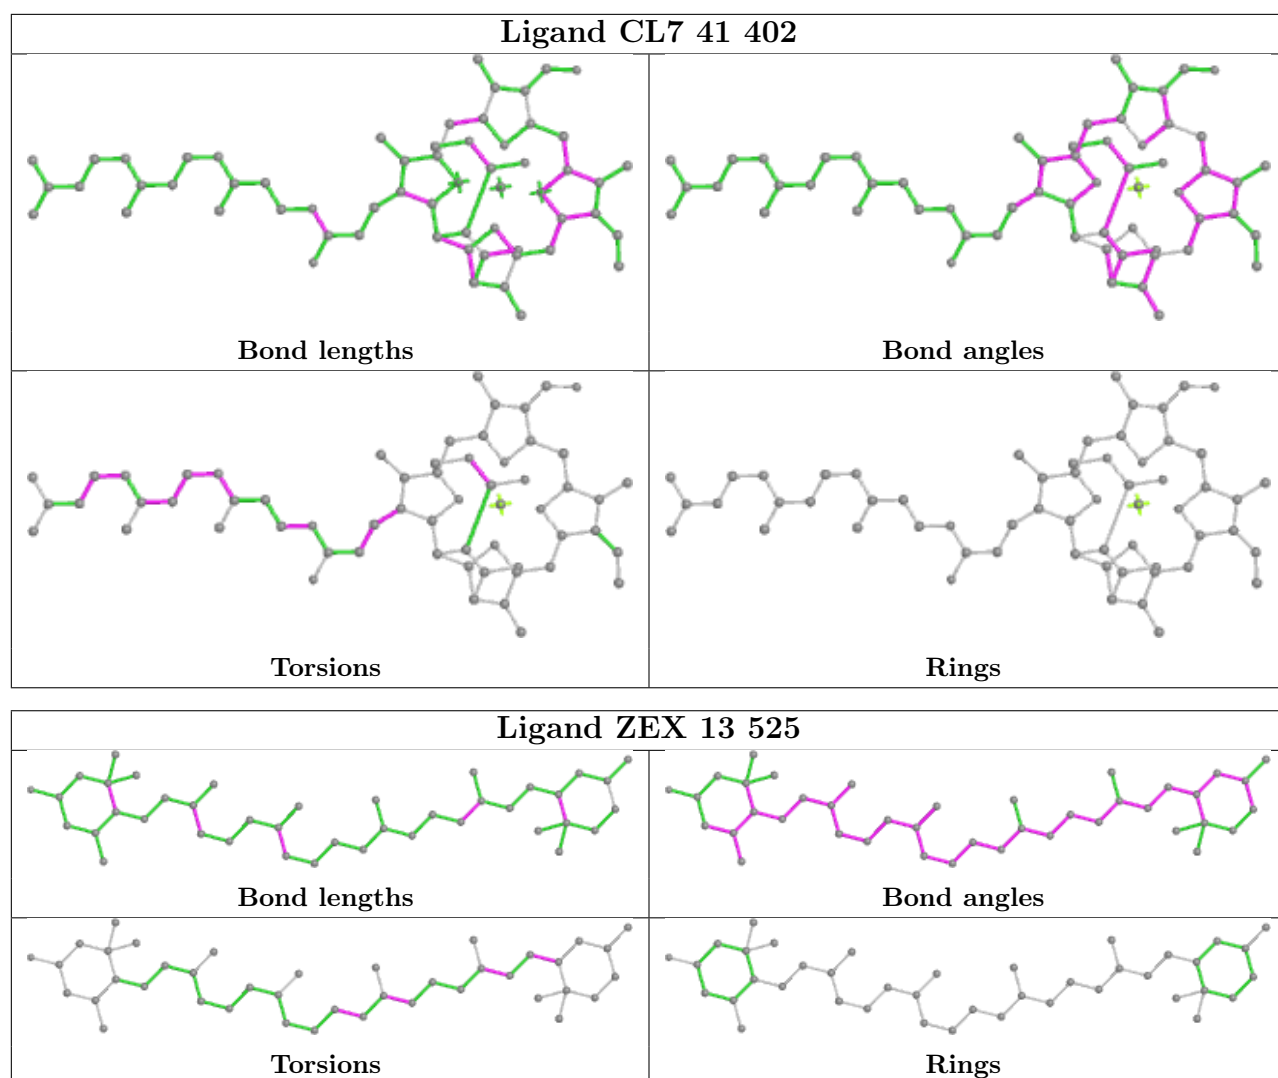 Ligand CL7 41 402
Bond lengths
Bond angles
Torsions
Rings
Ligand ZEX 13 525
Bond lengths
Bond angles
Torsions
Rings